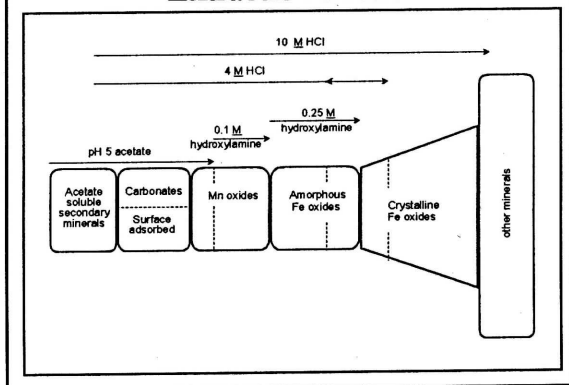 10 M HCl
4 M HCl
0.1 M
hydroxylamine
0.25 M
hydroxylamine
pH 5 acetate
Acetate
soluble
secondary
minerals
Carbonates
Surface
adsorbed
Mn oxides
Amorphous
Fe oxides
Crystalline
Fe oxides
other minerals